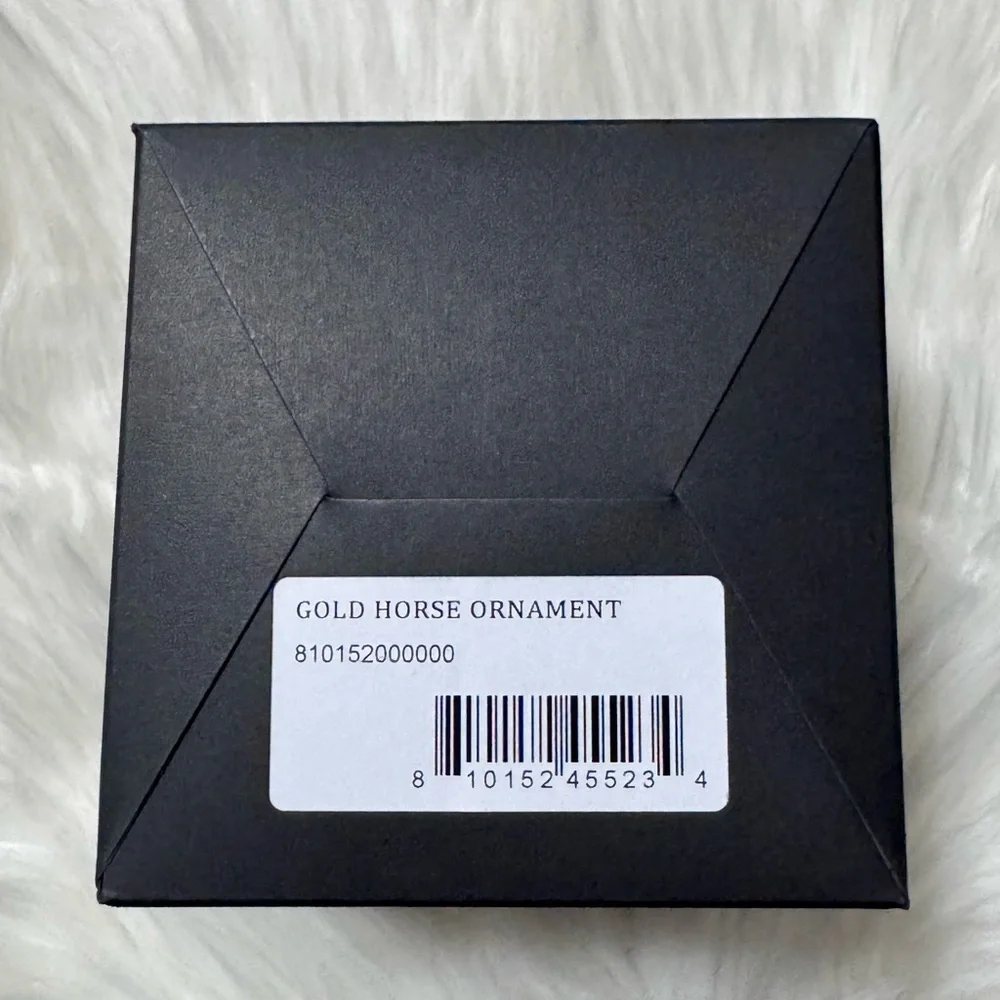 GOLD HORSE ORNAMENT
810152000000
8 10152 45523 4